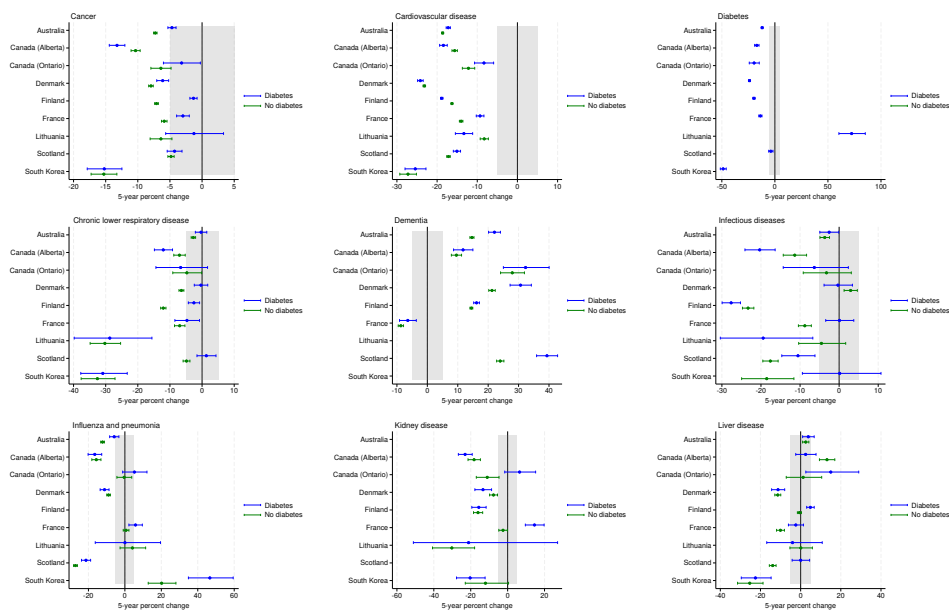 Cancer
Australia
Canada (Alberta)
Canada (Ontario)
Denmark
Finland
France
Lithuania
Scotland
South Korea
-20 -15 -10 -5 0 5
5-year percent change
Diabetes
No diabetes
Cardiovascular disease
Australia
Canada (Alberta)
Canada (Ontario)
Denmark
Finland
France
Lithuania
Scotland
South Korea
-30 -20 -10 0 10
5-year percent change
Diabetes
No diabetes
Diabetes
Australia
Canada (Alberta)
Canada (Ontario)
Denmark
Finland
France
Lithuania
Scotland
South Korea
-50 0 50 100
5-year percent change
Diabetes
Chronic lower respiratory disease
Australia
Canada (Alberta)
Canada (Ontario)
Denmark
Finland
France
Lithuania
Scotland
South Korea
-40 -30 -20 -10 0 10
5-year percent change
Diabetes
No diabetes
Dementia
Australia
Canada (Alberta)
Canada (Ontario)
Denmark
Finland
France
Scotland
-10 0 10 20 30 40
5-year percent change
Diabetes
No diabetes
Infectious diseases
Australia
Canada (Alberta)
Canada (Ontario)
Denmark
Finland
France
Lithuania
Scotland
South Korea
-30 -20 -10 0 10
5-year percent change
Diabetes
No diabetes
Influenza and pneumonia
Australia
Canada (Alberta)
Canada (Ontario)
Denmark
Finland
France
Lithuania
Scotland
South Korea
-20 0 20 40 60
5-year percent change
Diabetes
No diabetes
Kidney disease
Australia
Canada (Alberta)
Canada (Ontario)
Denmark
Finland
France
Lithuania
Scotland
South Korea
-60 -40 -20 0 20
5-year percent change
Diabetes
No diabetes
Liver disease
Australia
Canada (Alberta)
Canada (Ontario)
Denmark
Finland
France
Lithuania
Scotland
South Korea
-40 -20 0 20 40
5-year percent change
Diabetes
No diabetes